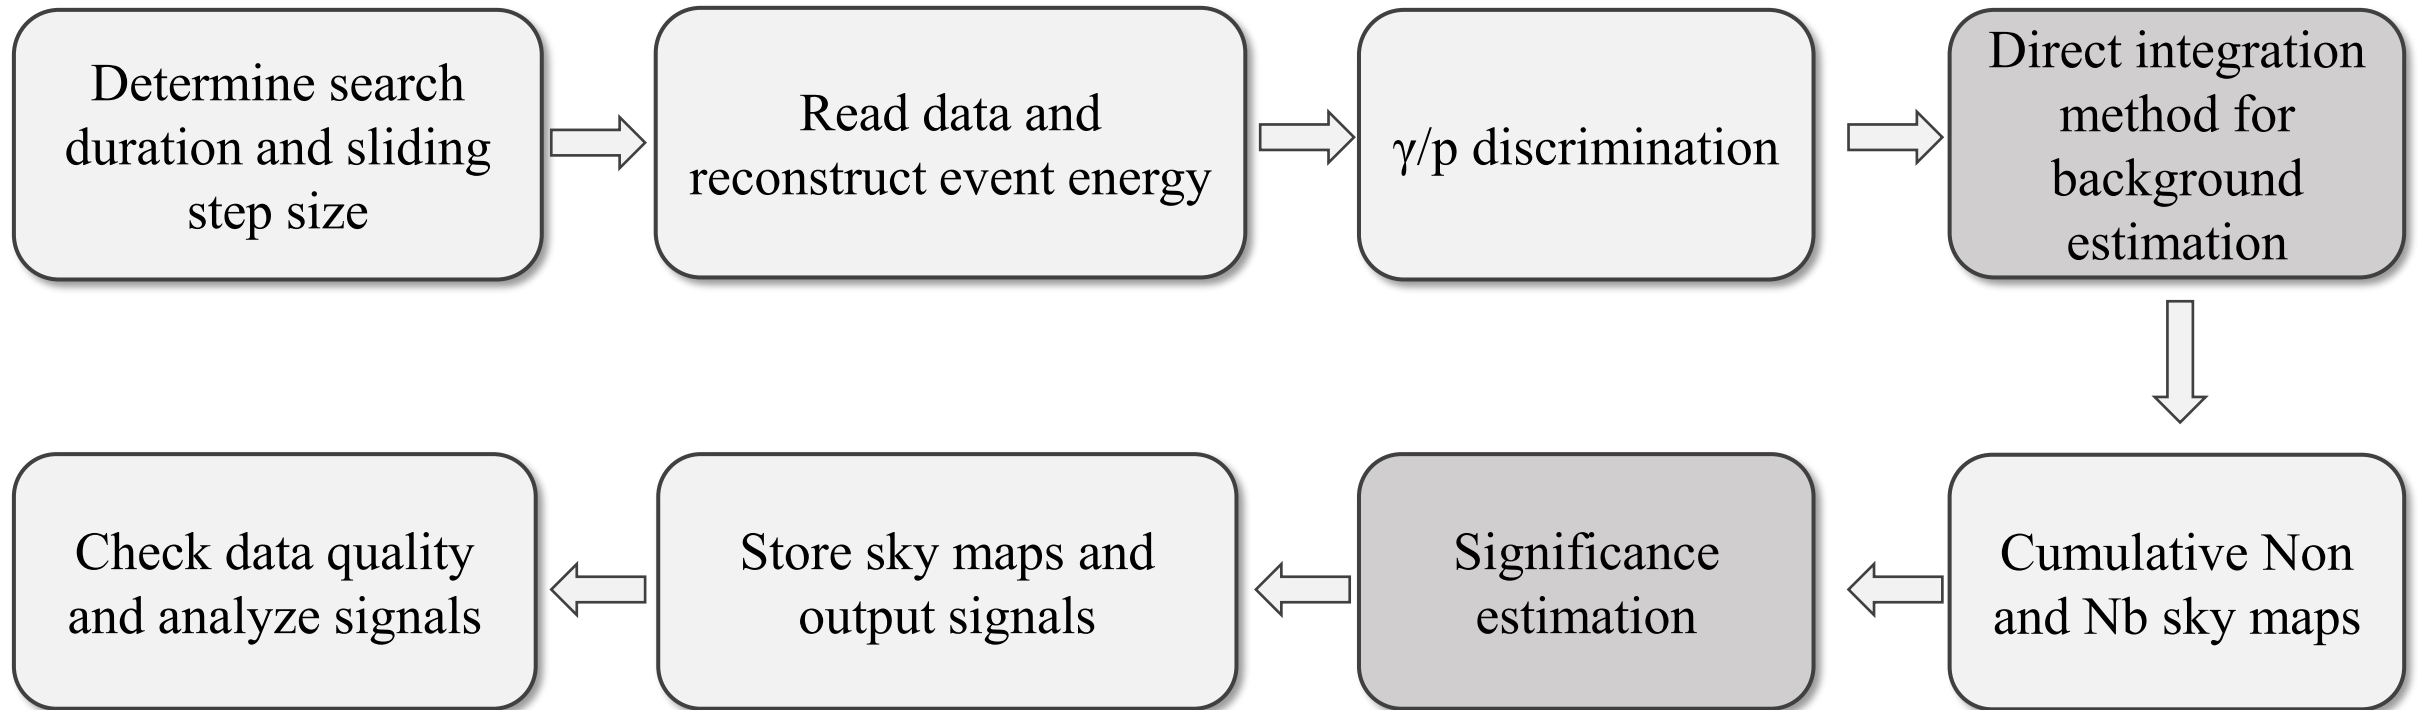 Determine search
duration and sliding
step size
Read data and
reconstruct event energy
γ/p discrimination
Direct integration
method for
background
estimation
Cumulative Non
and Nb sky maps
Significance
estimation
Store sky maps and
output signals
Check data quality
and analyze signals